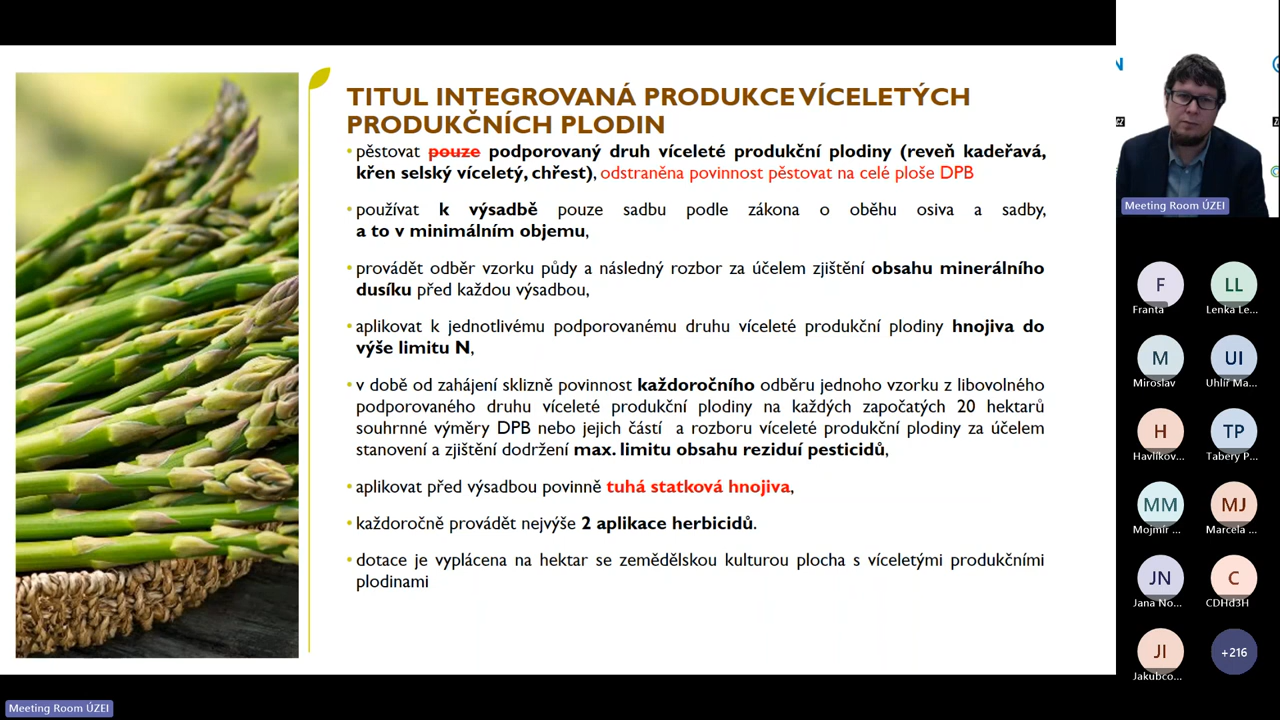 TITUL INTEGROVANÁ PRODUKCE VÍCELETÝCH
PRODUKČNÍCH PLODIN
• pěstovat pouze podporovaný druh víceleté produkční plodiny (reveň kadeřavá,
křen selský víceletý, chřest), odstraněna povinnost pěstovat na celé ploše DPB
• používat k výsadbě pouze sadbu podle zákona o oběhu osiva a sadby,
a to v minimálním objemu,
• provádět odběr vzorku půdy a následný rozbor za účelem zjištění obsahu minerálního
dusíku před každou výsadbou,
• aplikovat k jednotlivému podporovanému druhu víceleté produkční plodiny hnojiva do
výše limitu N,
• v době od zahájení sklizně povinnost každoročního odběru jednoho vzorku z libovolného
podporovaného druhu víceleté produkční plodiny na každých započatých 20 hektarů
souhrnné výměry DPB nebo jejich částí a rozboru víceleté produkční plodiny za účelem
stanovení a zjištění dodržení max. limitu obsahu reziduí pesticidů,
• aplikovat před výsadbou povinně tuhá statková hnojiva,
• každoročně provádět nejvýše 2 aplikace herbicidů.
• dotace je vyplácena na hektar se zemědělskou kulturou plocha s víceletými produkčními
plodinami
Meeting Room ÚZEI
F
LL
Franta
Lenka Le...
M
UI
Miroslav
Uhlíř Ma...
H
TP
Havlíkov...
Tabery P...
MM
MJ
Mojmír ...
Marcela ...
JN
C
Jana No...
CDHd3H
JI
+216
Jakubco...
Meeting Room ÚZEI